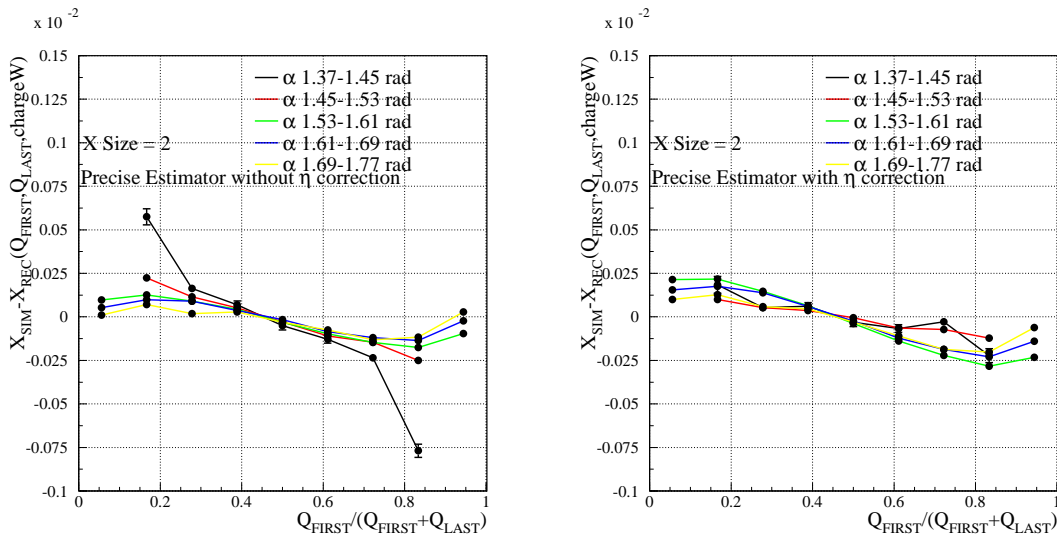 x 10⁻²
X_SIM-X_REC(Q_FIRST,Q_LAST,chargeW)
0.15
0.125
0.1
0.075
0.05
0.025
0
-0.025
-0.05
-0.075
-0.1
α 1.37-1.45 rad
α 1.45-1.53 rad
α 1.53-1.61 rad
α 1.61-1.69 rad
α 1.69-1.77 rad
X Size = 2
Precise Estimator without η correction
0 0.2 0.4 0.6 0.8 1
Q_FIRST/(Q_FIRST+Q_LAST)
x 10⁻²
X_SIM-X_REC(Q_FIRST,Q_LAST,chargeW)
0.15
0.125
0.1
0.075
0.05
0.025
0
-0.025
-0.05
-0.075
-0.1
α 1.37-1.45 rad
α 1.45-1.53 rad
α 1.53-1.61 rad
α 1.61-1.69 rad
α 1.69-1.77 rad
X Size = 2
Precise Estimator with η correction
0 0.2 0.4 0.6 0.8 1
Q_FIRST/(Q_FIRST+Q_LAST)